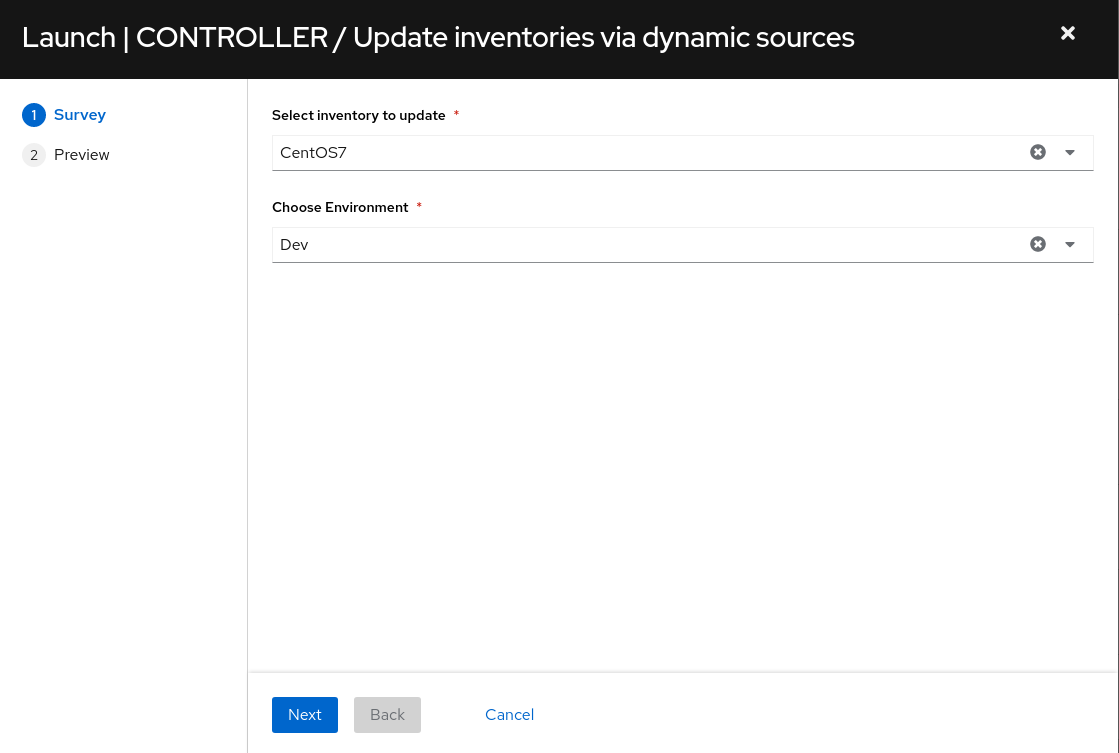 Launch | CONTROLLER / Update inventories via dynamic sources
1 Survey
2 Preview
Select inventory to update *
CentOS7
Choose Environment *
Dev
Next Back Cancel